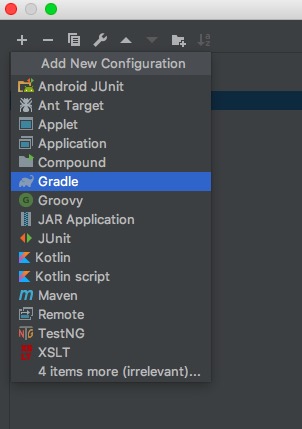 Add New Configuration
Android JUnit
Ant Target
Applet
Application
Compound
Gradle
Groovy
JAR Application
JUnit
Kotlin
Kotlin script
Maven
Remote
TestNG
XSLT
4 items more (irrelevant)...